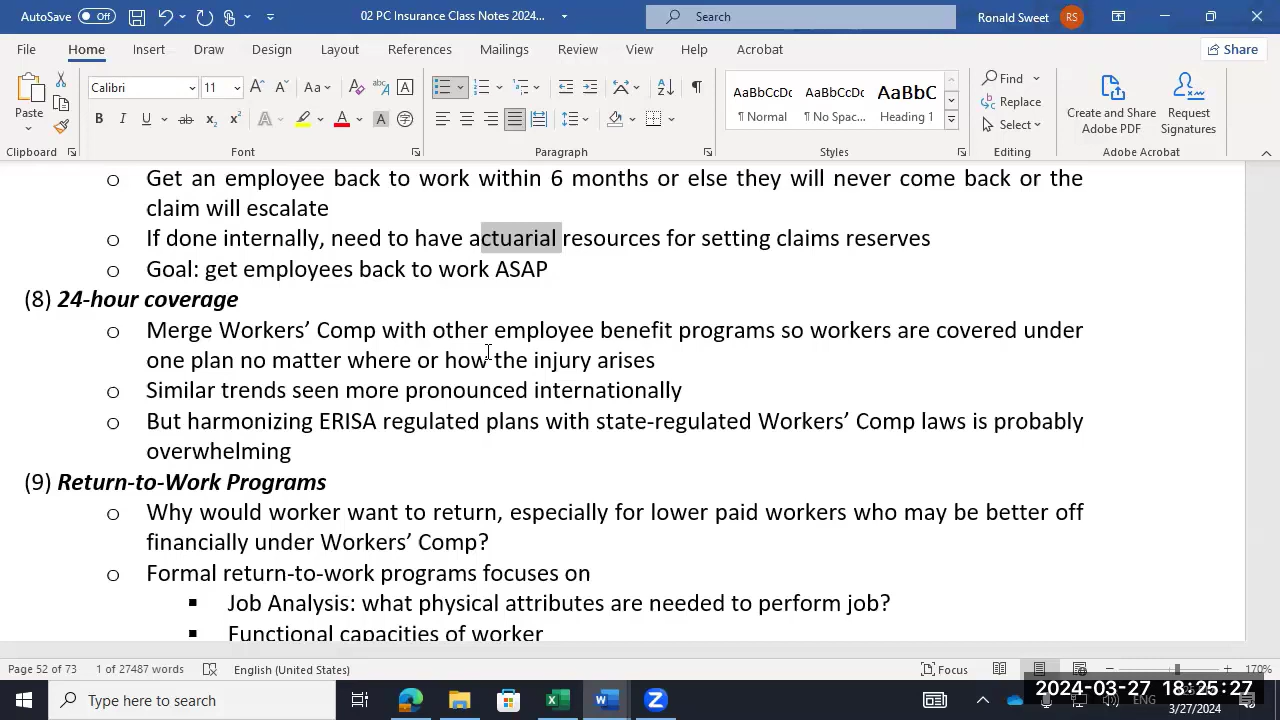 AutoSave Off 02 PC Insurance Class Notes 2024... Search Ronald Sweet RS
File Home Insert Draw Design Layout References Mailings Review View Help Acrobat Share
Calibri 11 Find
Paste Replace
AaBbCcDc AaBbCcDc AaBbC
¶ Normal ¶ No Spac... Heading 1
Select
Create and Share Adobe PDF
Request Signatures
Clipboard Font Paragraph Styles Editing Adobe Acrobat
o Get an employee back to work within 6 months or else they will never come back or the
claim will escalate
o If done internally, need to have actuarial resources for setting claims reserves
o Goal: get employees back to work ASAP
(8) 24-hour coverage
o Merge Workers’ Comp with other employee benefit programs so workers are covered under
one plan no matter where or how the injury arises
o Similar trends seen more pronounced internationally
o But harmonizing ERISA regulated plans with state-regulated Workers’ Comp laws is probably
overwhelming
(9) Return-to-Work Programs
o Why would worker want to return, especially for lower paid workers who may be better off
financially under Workers’ Comp?
o Formal return-to-work programs focuses on
▪ Job Analysis: what physical attributes are needed to perform job?
▪ Functional capacities of worker
Page 52 of 73 1 of 27487 words English (United States) Focus 170%
Type here to search ENG 2024-03-27 18:25:27
3/27/2024